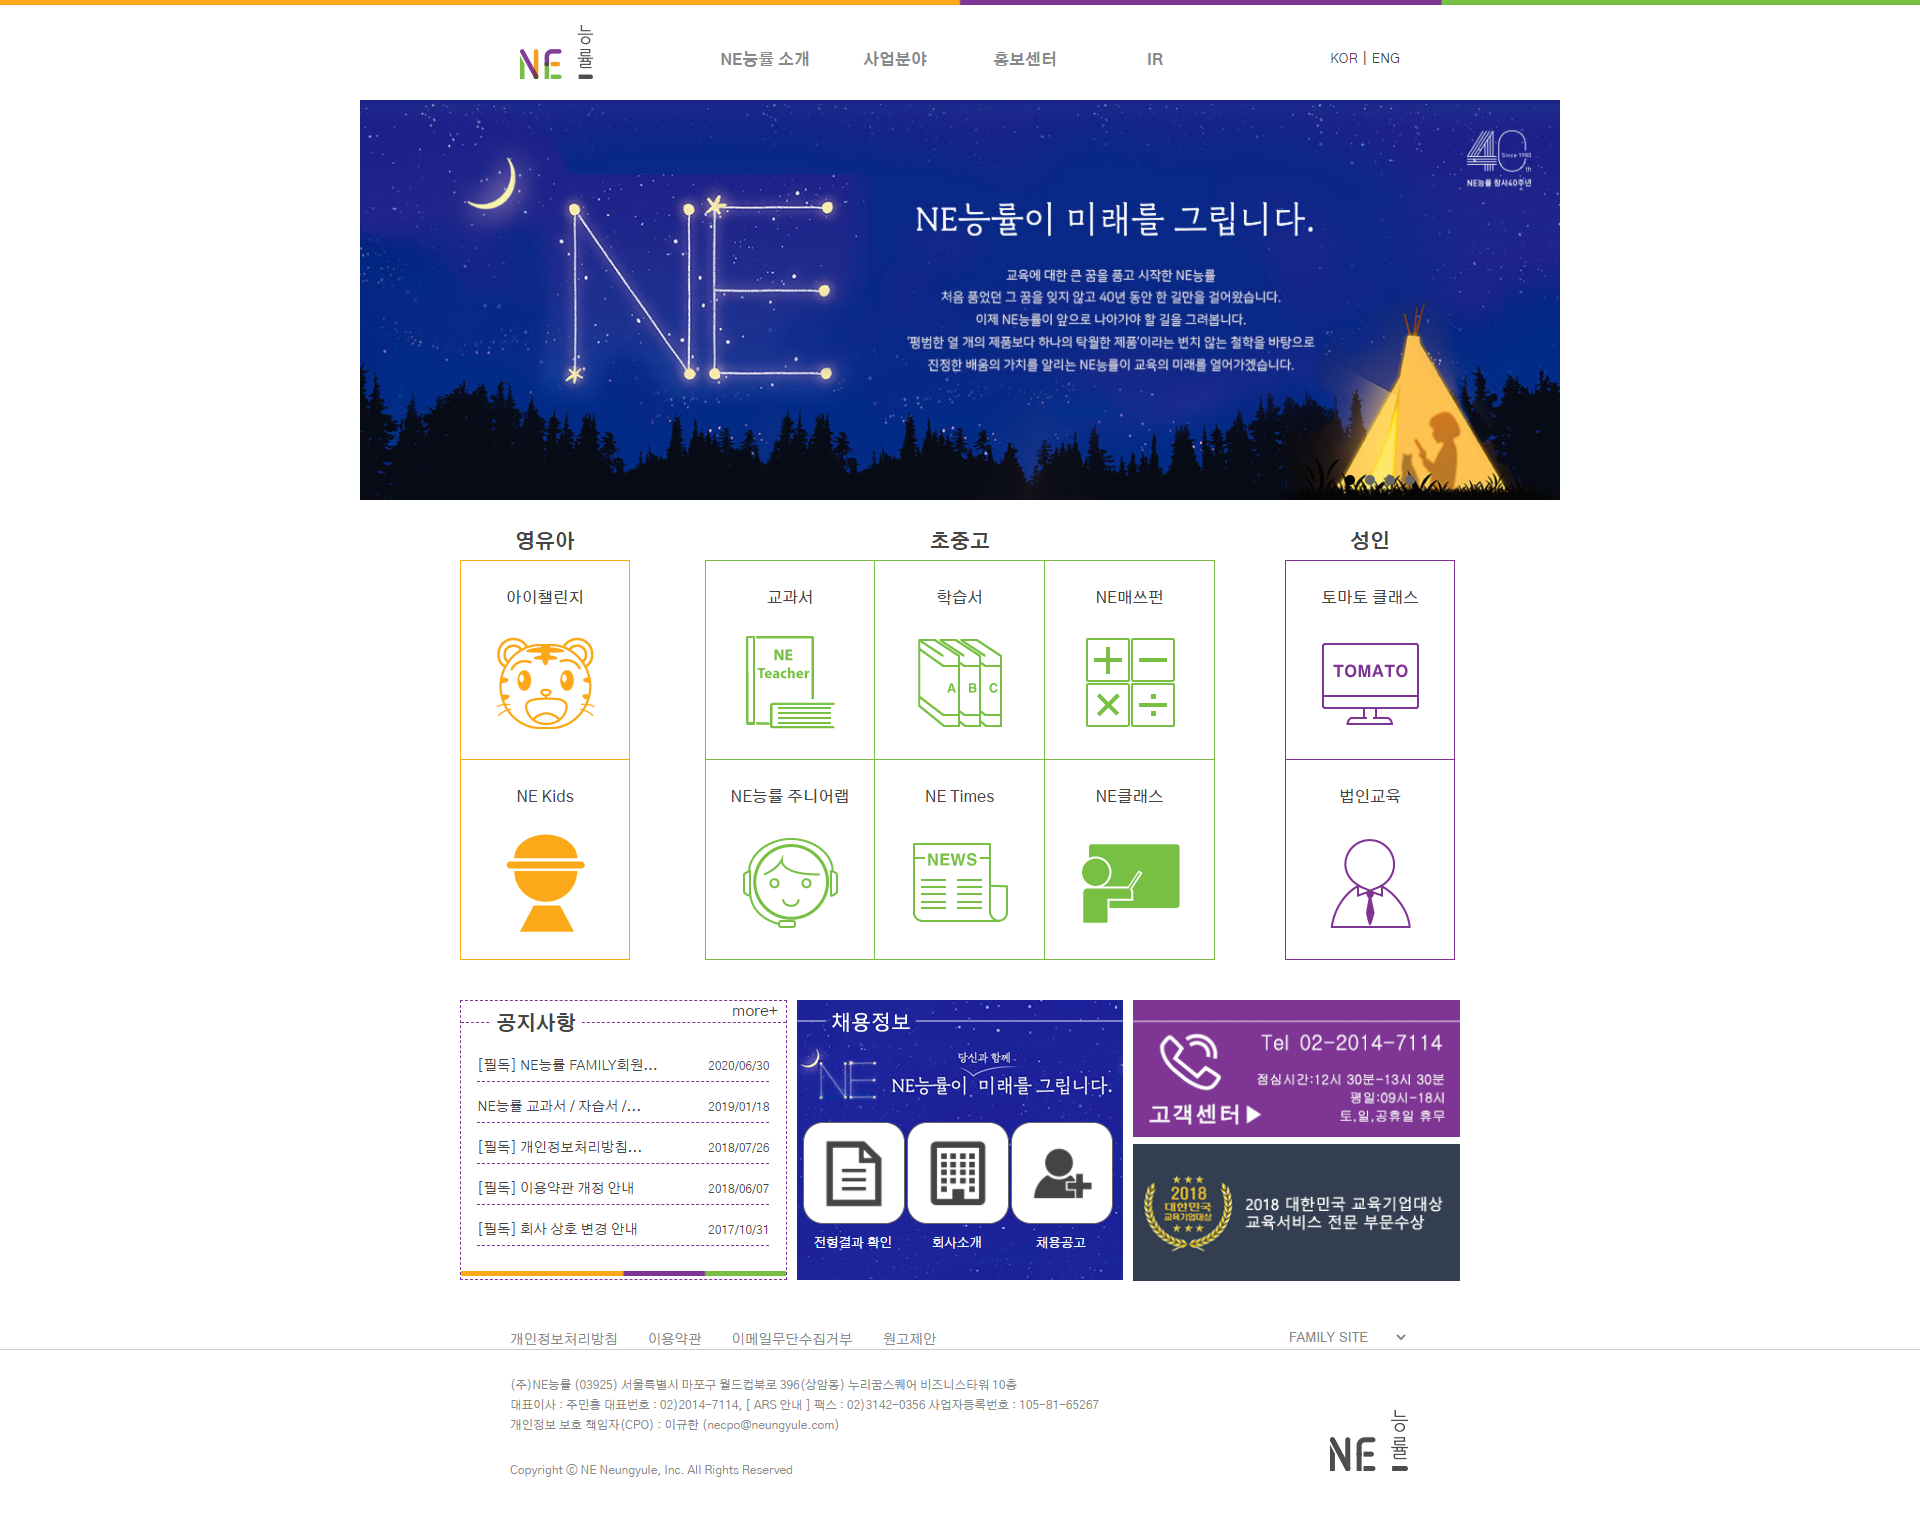 NE 능률
NE능률 소개
사업분야
홍보센터
IR
KOR | ENG
40th
Since 1980
NE능률 창사40주년
NE
NE능률이 미래를 그립니다.
교육에 대한 큰 꿈을 품고 시작한 NE능률
처음 품었던 그 꿈을 잊지 않고 40년 동안 한 길만을 걸어왔습니다.
이제 NE능률이 앞으로 나아가야 할 길을 그려봅니다.
'평범한 열 개의 제품보다 하나의 탁월한 제품'이라는 변치 않는 철학을 바탕으로
진정한 배움의 가치를 알리는 NE능률이 교육의 미래를 열어가겠습니다.
영유아
초중고
성인
아이챌린지
교과서
NE
Teacher
학습서
A B C
NE매쓰펀
토마토 클래스
TOMATO
NE Kids
NE능률 주니어랩
NE Times
NEWS
NE클래스
법인교육
공지사항
more+
[필독] NE능률 FAMILY회원... 2020/06/30
NE능률 교과서 / 자습서 /... 2019/01/18
[필독] 개인정보처리방침... 2018/07/26
[필독] 이용약관 개정 안내 2018/06/07
[필독] 회사 상호 변경 안내 2017/10/31
채용정보
당신과 함께
NE
NE능률이 미래를 그립니다.
전형결과 확인
회사소개
채용공고
Tel 02-2014-7114
점심시간:12시 30분-13시 30분
평일:09시-18시
토,일,공휴일 휴무
고객센터▶
2018
대한민국
교육기업대상
2018 대한민국 교육기업대상
교육서비스 전문 부문수상
개인정보처리방침
이용약관
이메일무단수집거부
원고제안
FAMILY SITE
(주)NE능률 (03925) 서울특별시 마포구 월드컵북로 396(상암동) 누리꿈스퀘어 비즈니스타워 10층
대표이사 : 주민홍 대표번호 : 02)2014-7114, [ ARS 안내 ] 팩스 : 02)3142-0356 사업자등록번호 : 105-81-65267
개인정보 보호 책임자(CPO) : 이규한 (necpo@neungyule.com)
Copyright ⓒ NE Neungyule, Inc. All Rights Reserved
NE 능률